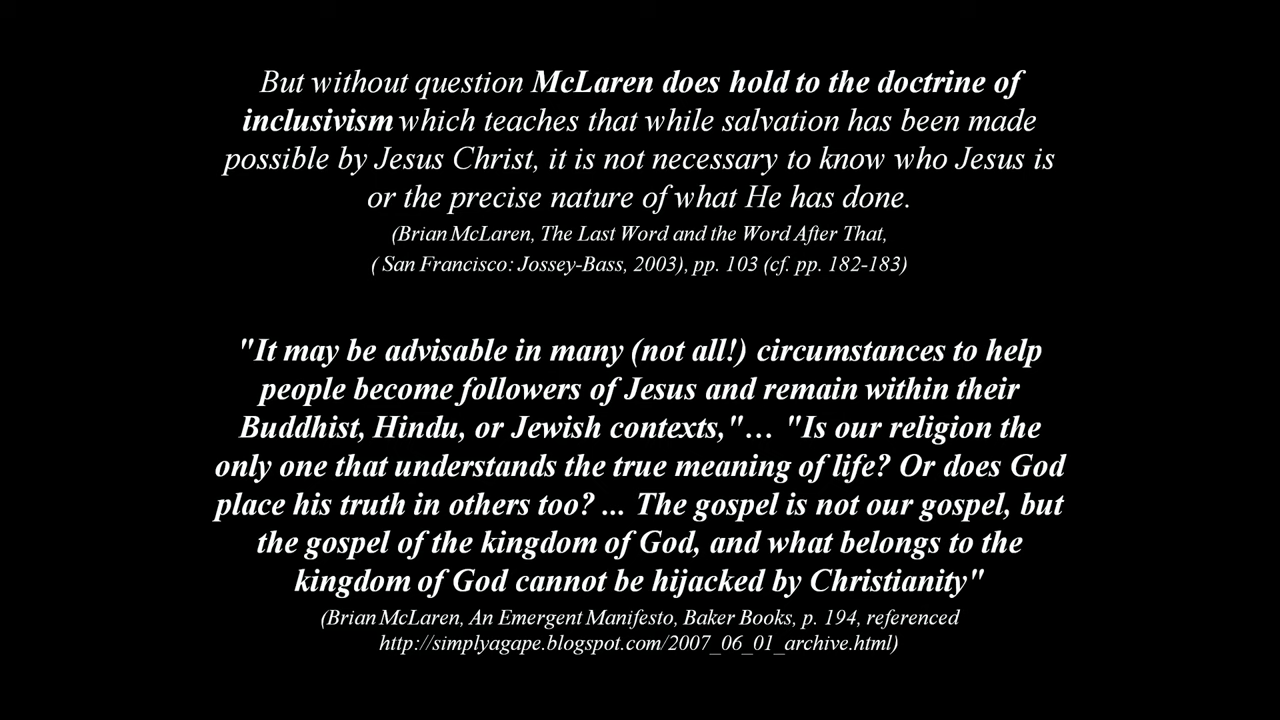 But without question McLaren does hold to the doctrine of
inclusivism which teaches that while salvation has been made
possible by Jesus Christ, it is not necessary to know who Jesus is
or the precise nature of what He has done.
(Brian McLaren, The Last Word and the Word After That,
( San Francisco: Jossey-Bass, 2003), pp. 103 (cf. pp. 182-183)
"It may be advisable in many (not all!) circumstances to help
people become followers of Jesus and remain within their
Buddhist, Hindu, or Jewish contexts,"… "Is our religion the
only one that understands the true meaning of life? Or does God
place his truth in others too? ... The gospel is not our gospel, but
the gospel of the kingdom of God, and what belongs to the
kingdom of God cannot be hijacked by Christianity"
(Brian McLaren, An Emergent Manifesto, Baker Books, p. 194, referenced
http://simplyagape.blogspot.com/2007_06_01_archive.html)